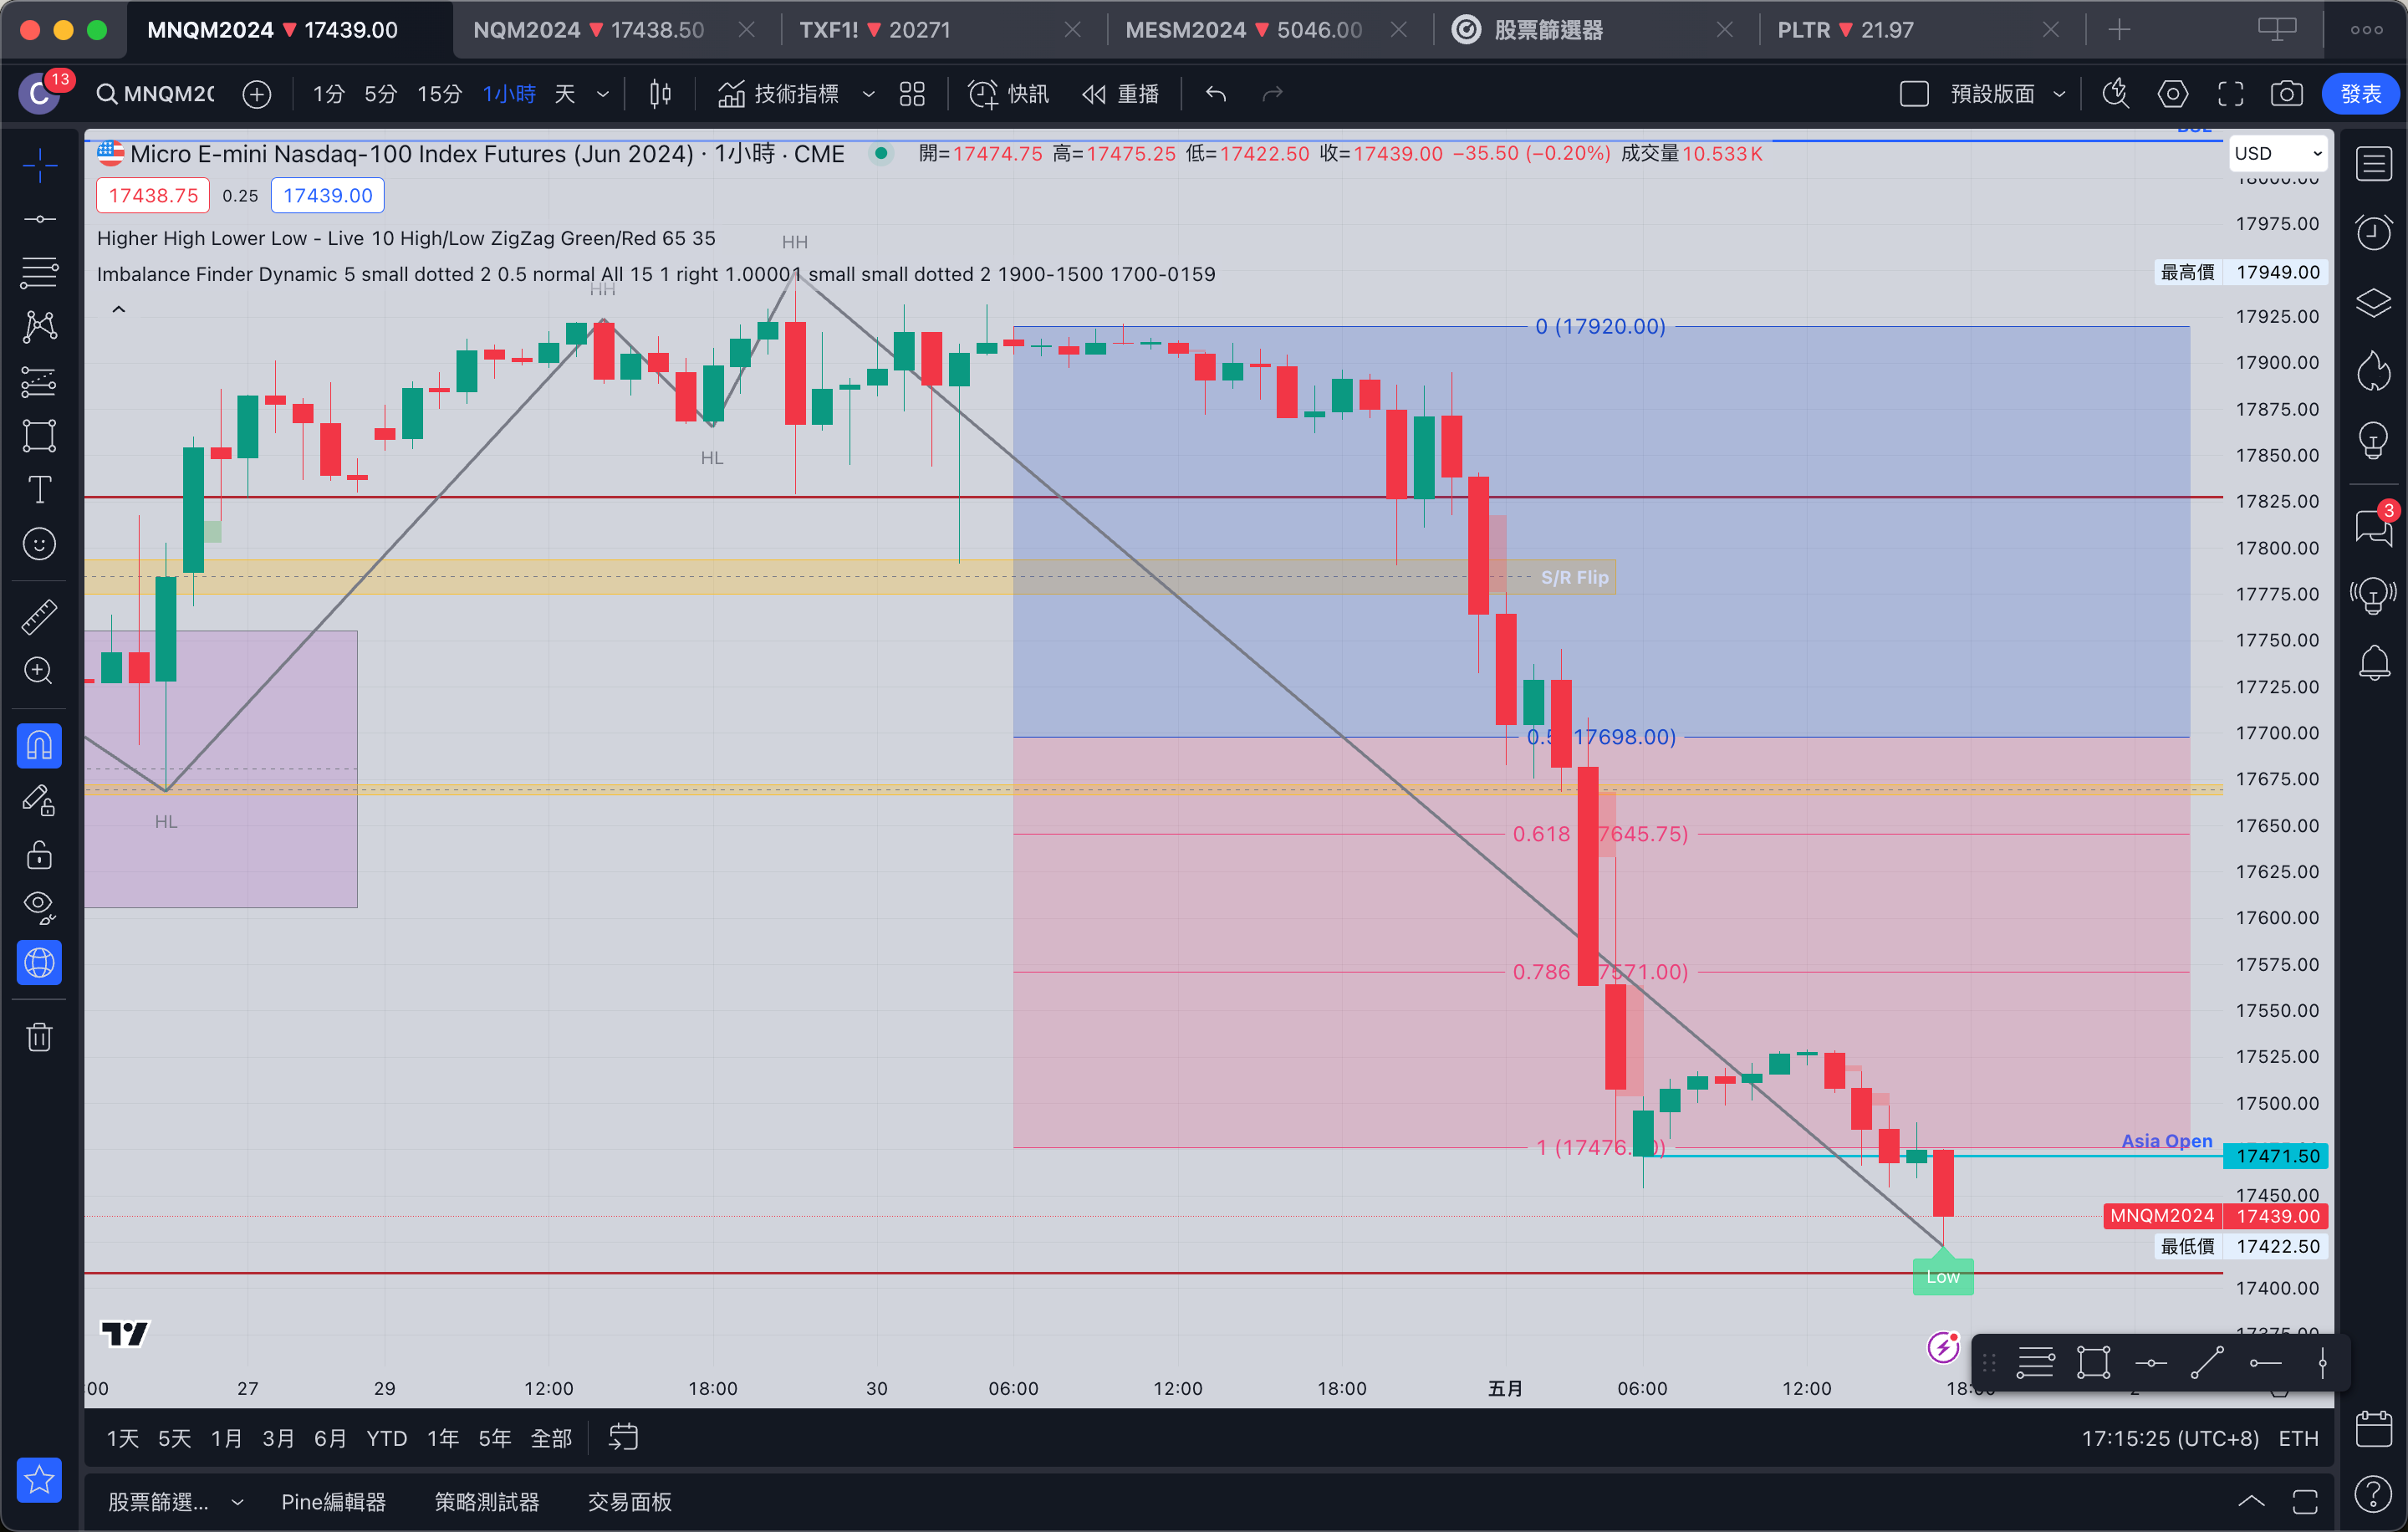 MNQM2024 ▼ 17439.00
NQM2024 ▼ 17438.50
TXF1! ▼ 20271
MESM2024 ▼ 5046.00
股票篩選器
PLTR ▼ 21.97
C 13
MNQM20
1分 5分 15分 1小時 天
技術指標
快訊
重播
預設版面
發表
Micro E-mini Nasdaq-100 Index Futures (Jun 2024) · 1小時 · CME
開=17474.75 高=17475.25 低=17422.50 收=17439.00 −35.50 (−0.20%) 成交量10.533K
USD
17438.75 0.25 17439.00
Higher High Lower Low - Live 10 High/Low ZigZag Green/Red 65 35
Imbalance Finder Dynamic 5 small dotted 2 0.5 normal All 15 1 right 1.00001 small small dotted 2 1900-1500 1700-0159
HH
HH
HL
HL
0 (17920.00)
S/R Flip
17698.00)
0.618
7645.75)
0.786
7571.00)
1 (17476.
Asia Open
Low
18000.00
17975.00
最高價 17949.00
17925.00
17900.00
17875.00
17850.00
17825.00
17800.00
17775.00
17750.00
17725.00
17700.00
17675.00
17650.00
17625.00
17600.00
17575.00
17550.00
17525.00
17500.00
17471.50
17450.00
MNQM2024 17439.00
最低價 17422.50
17400.00
17375.00
3
:00 27 29 12:00 18:00 30 06:00 12:00 18:00 五月 06:00 12:00
1天 5天 1月 3月 6月 YTD 1年 5年 全部
17:15:25 (UTC+8) ETH
股票篩選... Pine編輯器 策略測試器 交易面板